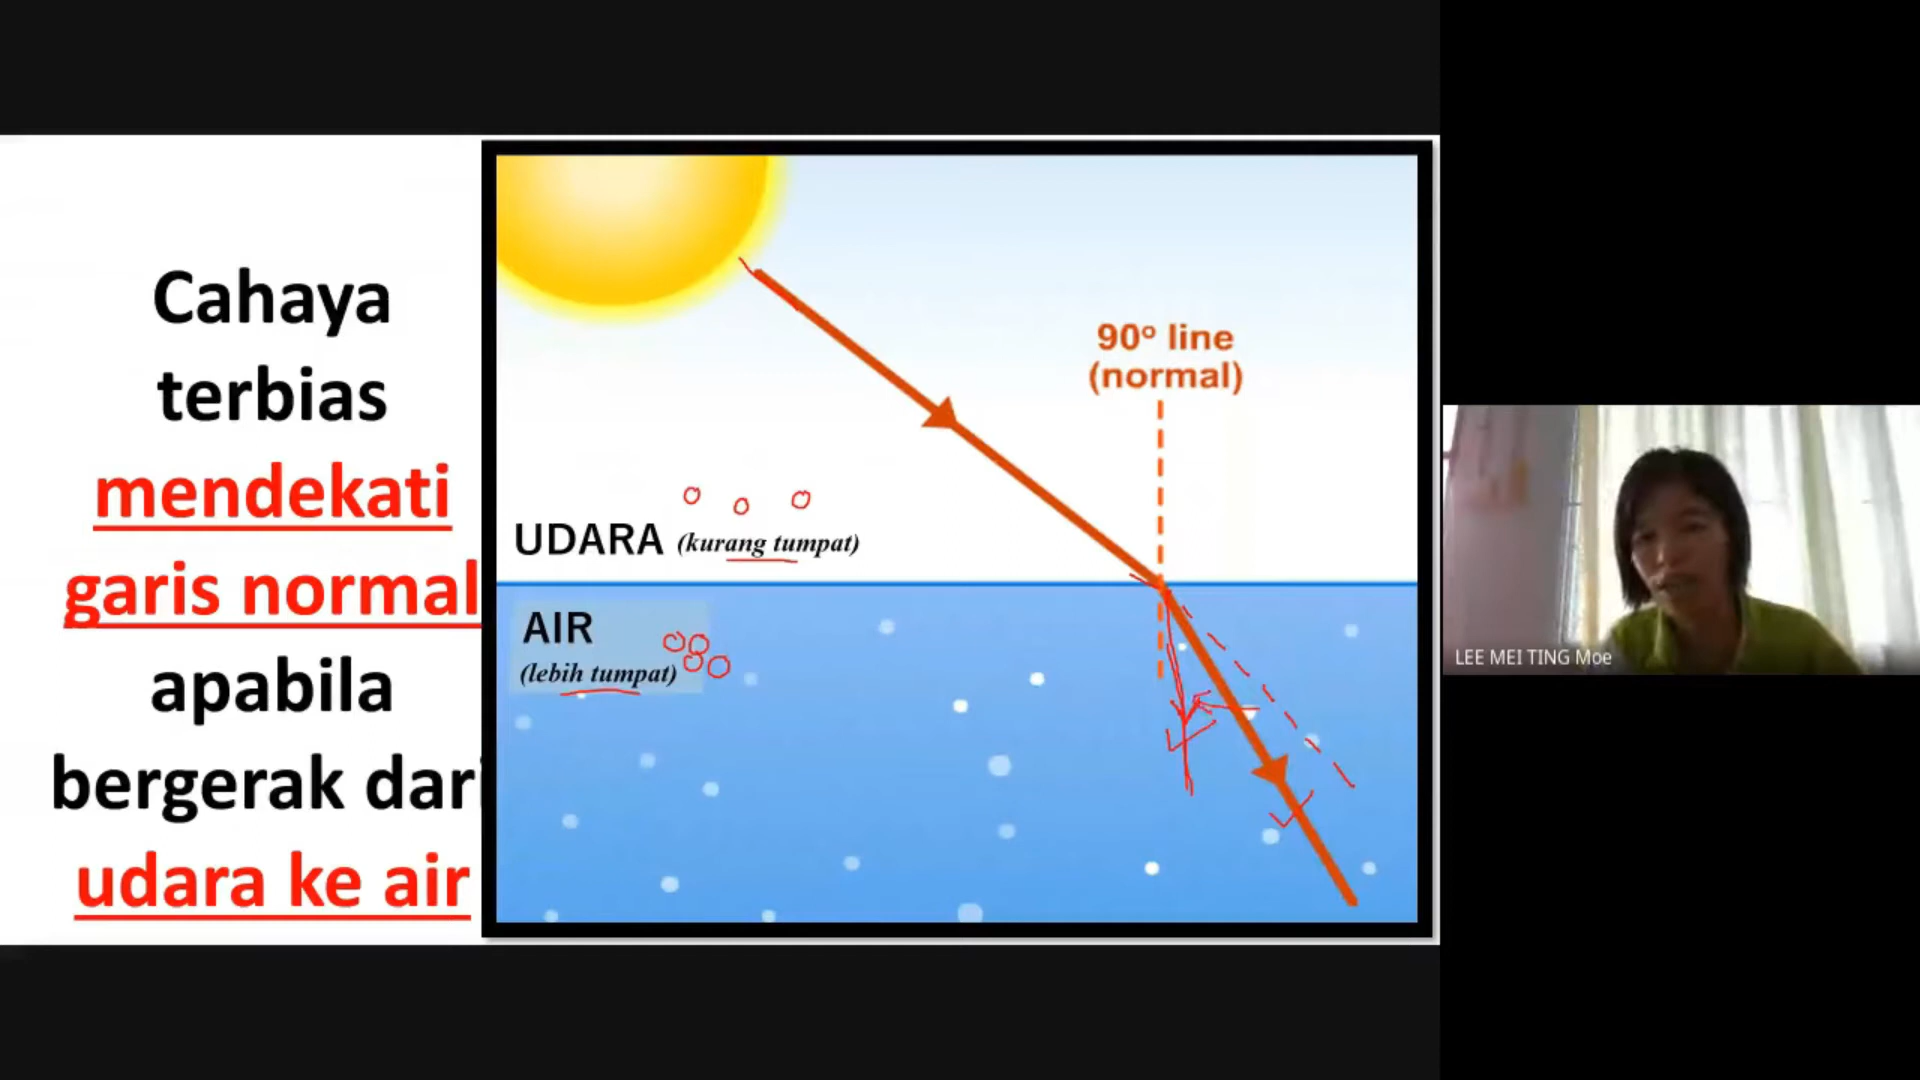 Cahaya
terbias
mendekati
garis normal
apabila
bergerak dari
udara ke air
90° line
(normal)
UDARA (kurang tumpat)
AIR
(lebih tumpat)
LEE MEI TING Moe